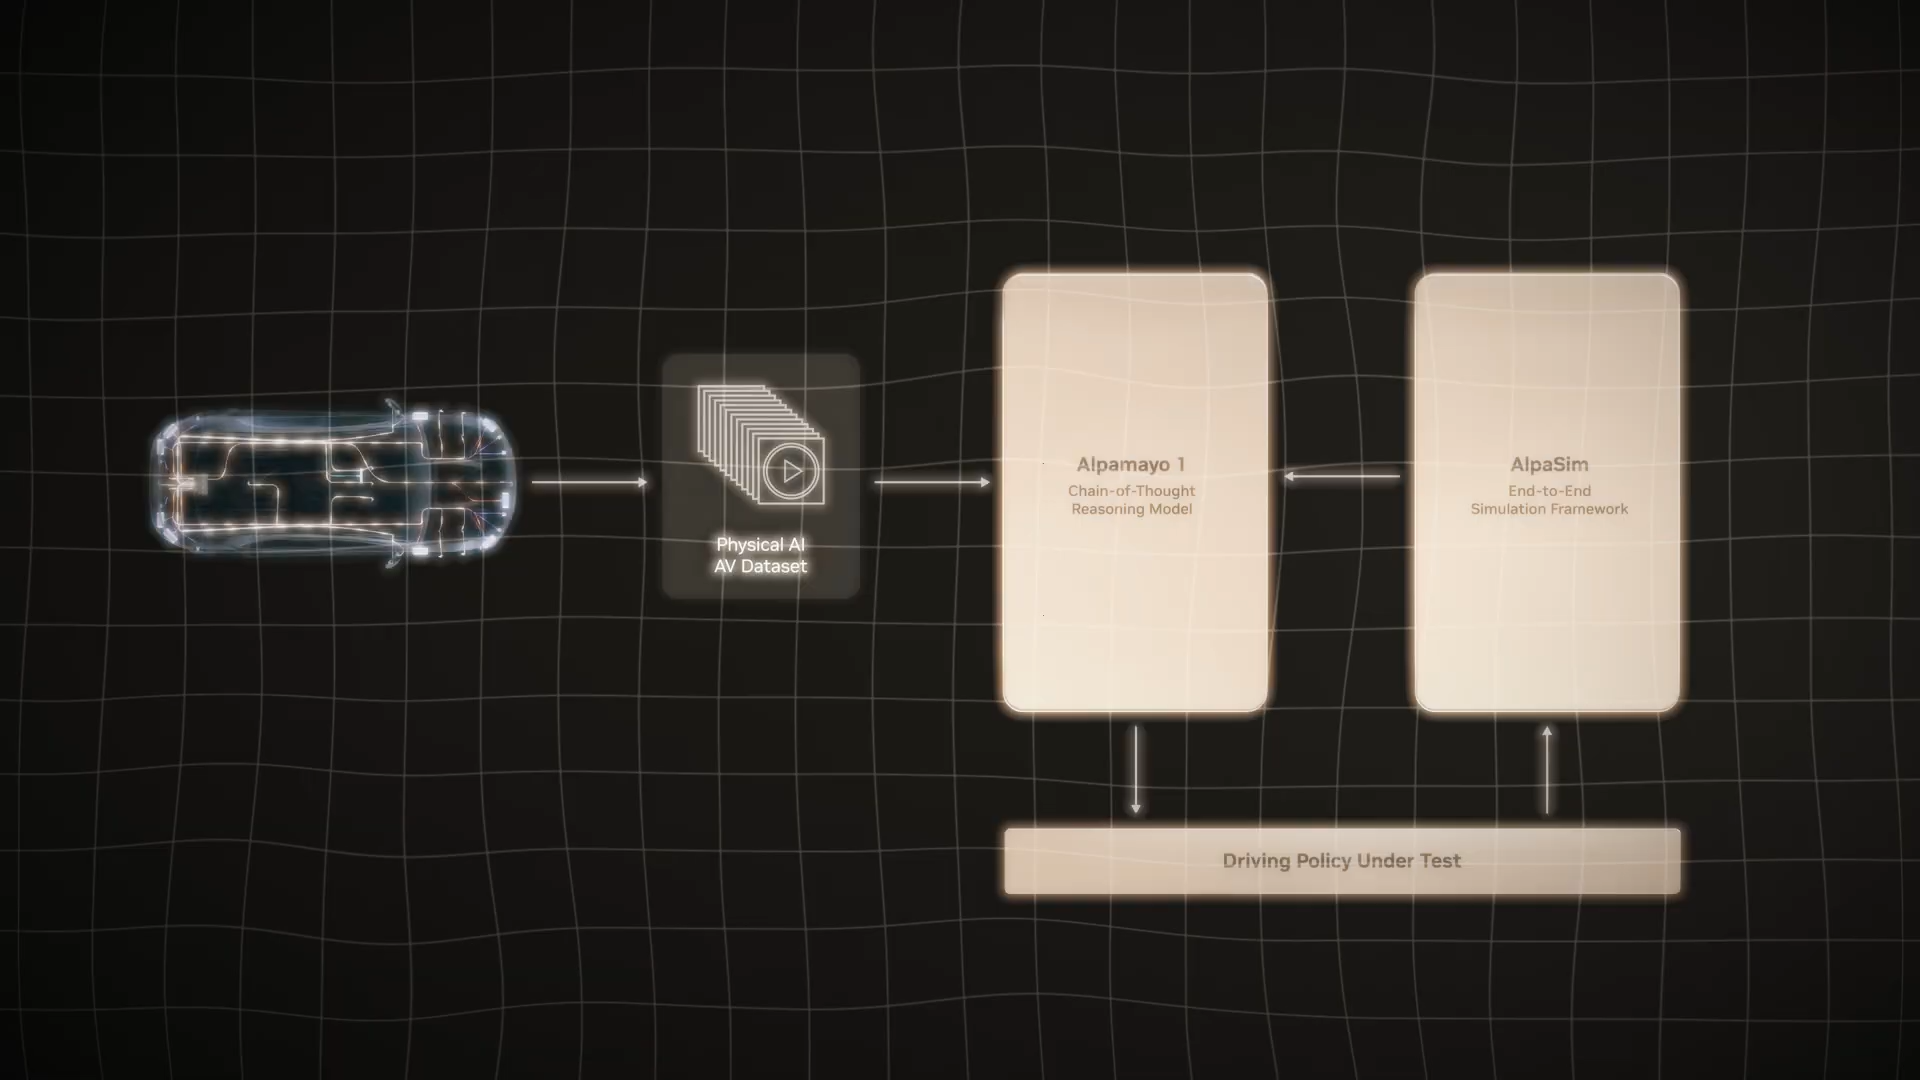 Physical AI
AV Dataset
Alpamayo 1
Chain-of-Thought
Reasoning Model
AlpaSim
End-to-End
Simulation Framework
Driving Policy Under Test